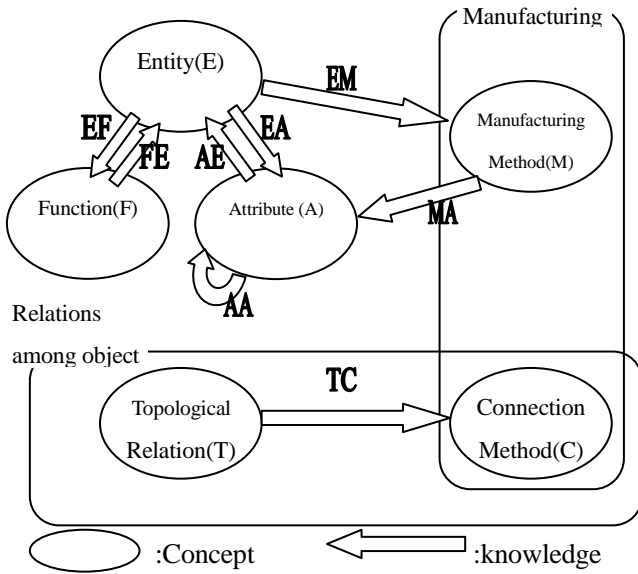 Manufacturing
Entity(E)
EM
Manufacturing
Method(M)
EF
FE
AE
EA
Function(F)
Attribute (A)
MA
AA
Relations
among object
TC
Topological
Relation(T)
Connection
Method(C)
:Concept
:knowledge